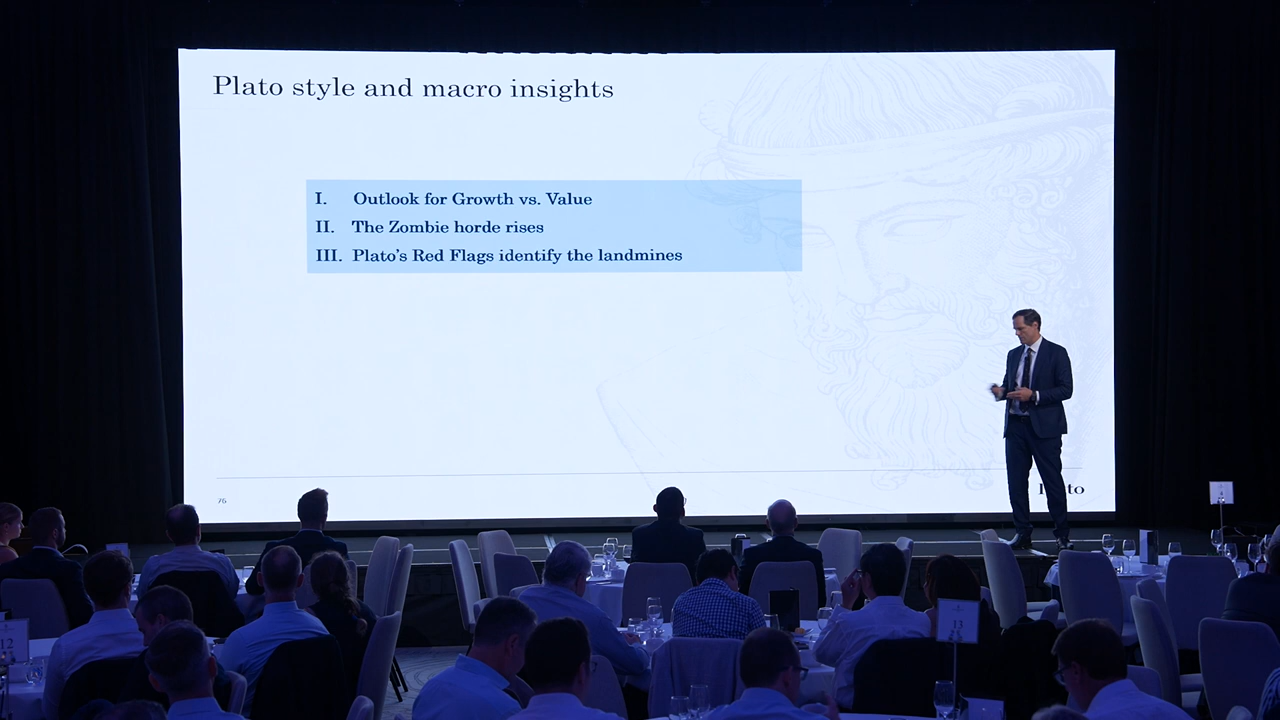 Plato style and macro insights
I. Outlook for Growth vs. Value
II. The Zombie horde rises
III. Plato's Red Flags identify the landmines
76
13
12